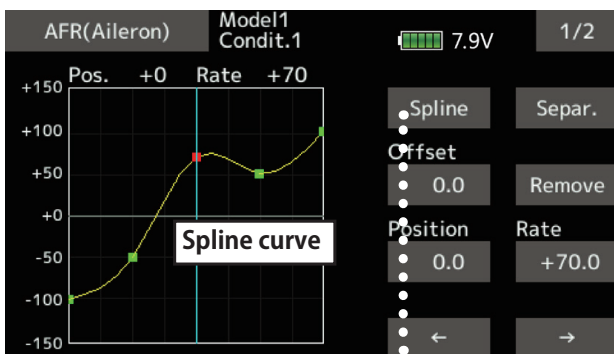 AFR(Aileron)
Model1
Condit.1
7.9V
1/2
Pos. +0 Rate +70
+150
+100
+50
+0
-50
-100
-150
Spline curve
Spline
Separ.
Offset
0.0
Remove
Position
Rate
0.0
+70.0
←
→